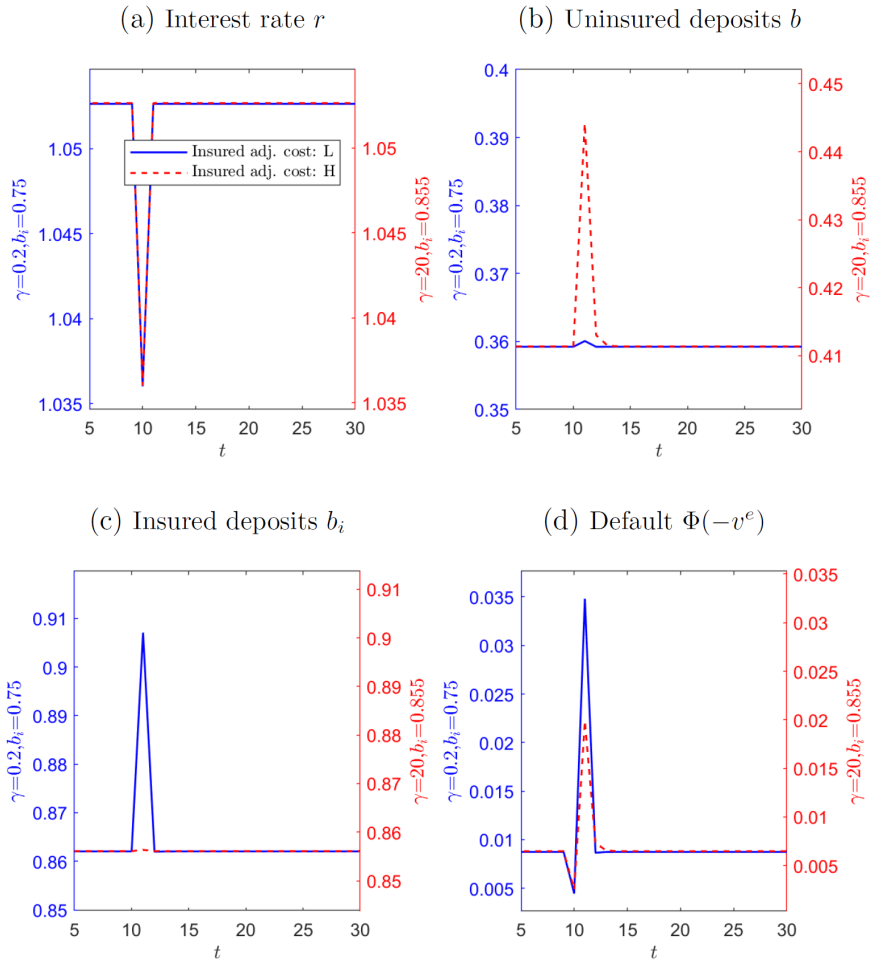 (a) Interest rate r
1.05
1.045
1.04
1.035
γ=0.2,b_i=0.75
Insured adj. cost: L
Insured adj. cost: H
1.05
1.045
1.04
1.035
γ=20,b_i=0.855
5 10 15 20 25 30
t
(b) Uninsured deposits b
0.4
0.39
0.38
0.37
0.36
0.35
γ=0.2,b_i=0.75
0.45
0.44
0.43
0.42
0.41
γ=20,b_i=0.855
5 10 15 20 25 30
t
(c) Insured deposits b_i
0.91
0.9
0.89
0.88
0.87
0.86
0.85
γ=0.2,b_i=0.75
0.91
0.9
0.89
0.88
0.87
0.86
0.85
γ=20,b_i=0.855
5 10 15 20 25 30
t
(d) Default Φ(−v^e)
0.035
0.03
0.025
0.02
0.015
0.01
0.005
γ=0.2,b_i=0.75
0.035
0.03
0.025
0.02
0.015
0.01
0.005
γ=20,b_i=0.855
5 10 15 20 25 30
t